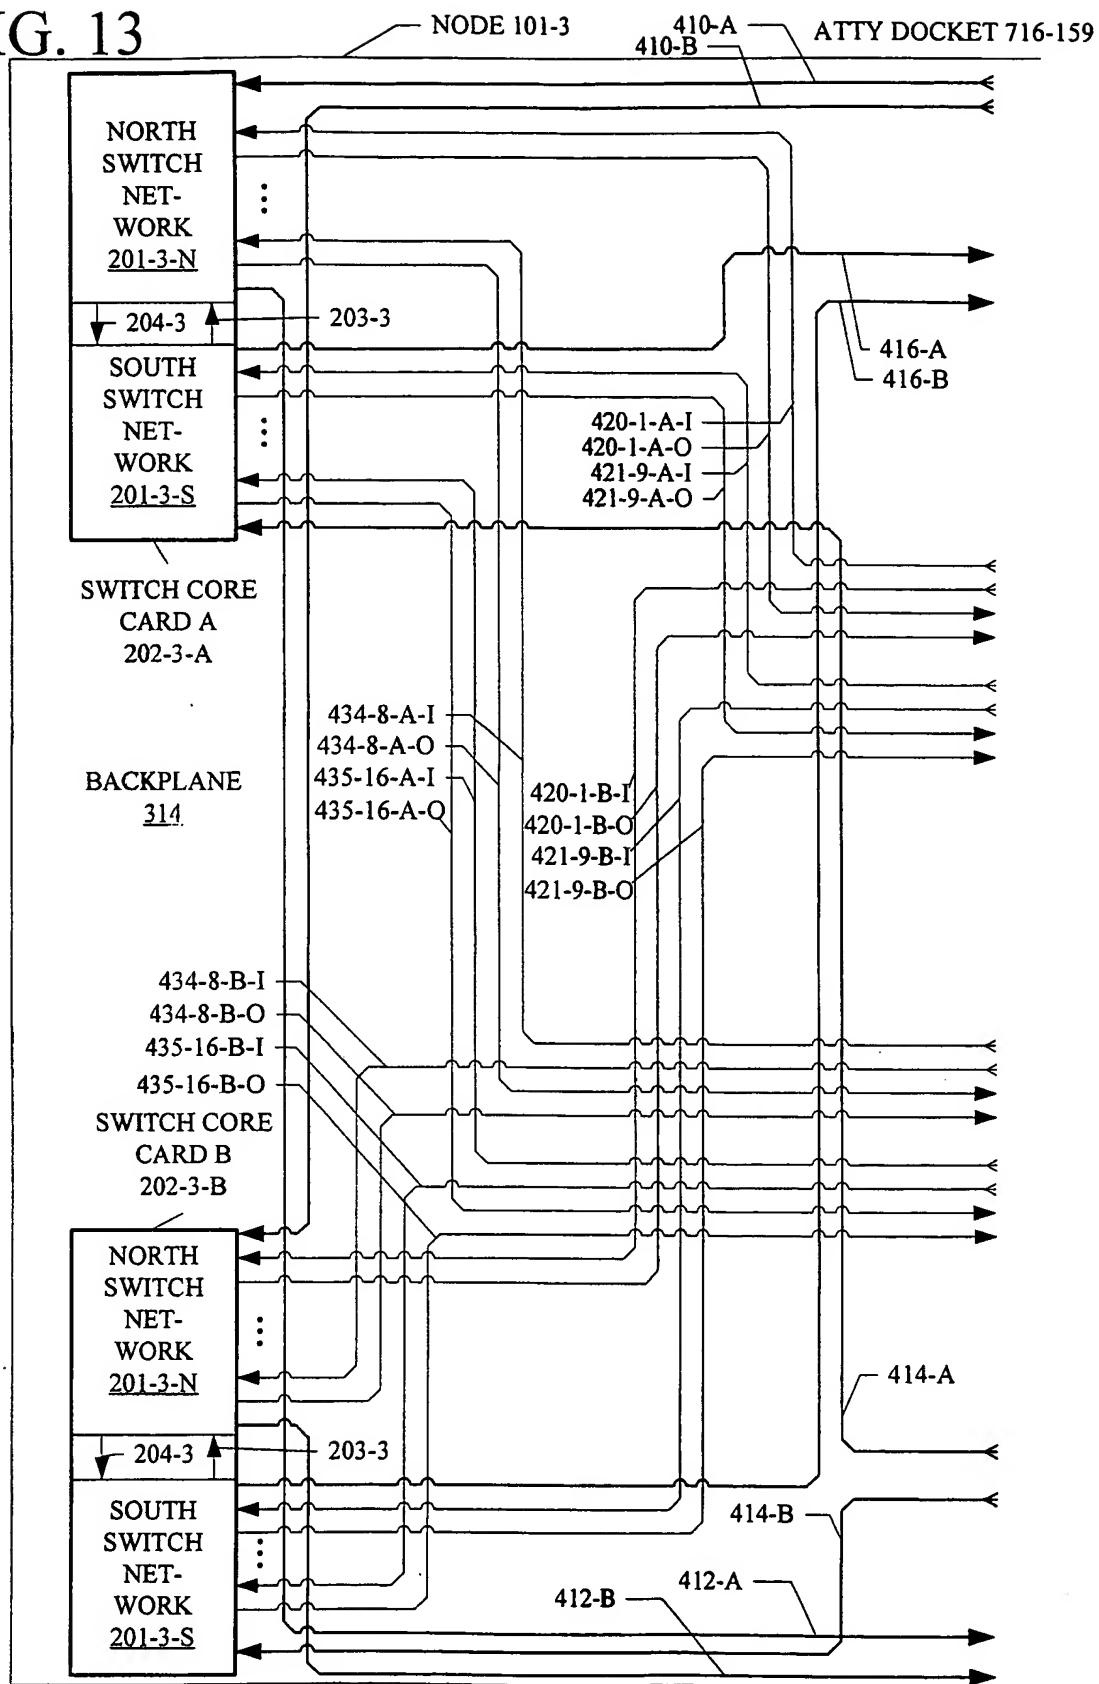 IG. 13
NODE 101-3
410-A
410-B
ATTY DOCKET 716-159
NORTH
SWITCH
NET-
WORK
201-3-N
204-3
203-3
SOUTH
SWITCH
NET-
WORK
201-3-S
416-A
416-B
420-1-A-I
420-1-A-O
421-9-A-I
421-9-A-O
SWITCH CORE
CARD A
202-3-A
434-8-A-I
434-8-A-O
435-16-A-I
435-16-A-O
BACKPLANE
314
420-1-B-I
420-1-B-O
421-9-B-I
421-9-B-O
434-8-B-I
434-8-B-O
435-16-B-I
435-16-B-O
SWITCH CORE
CARD B
202-3-B
NORTH
SWITCH
NET-
WORK
201-3-N
414-A
204-3
203-3
SOUTH
SWITCH
NET-
WORK
201-3-S
414-B
412-A
412-B